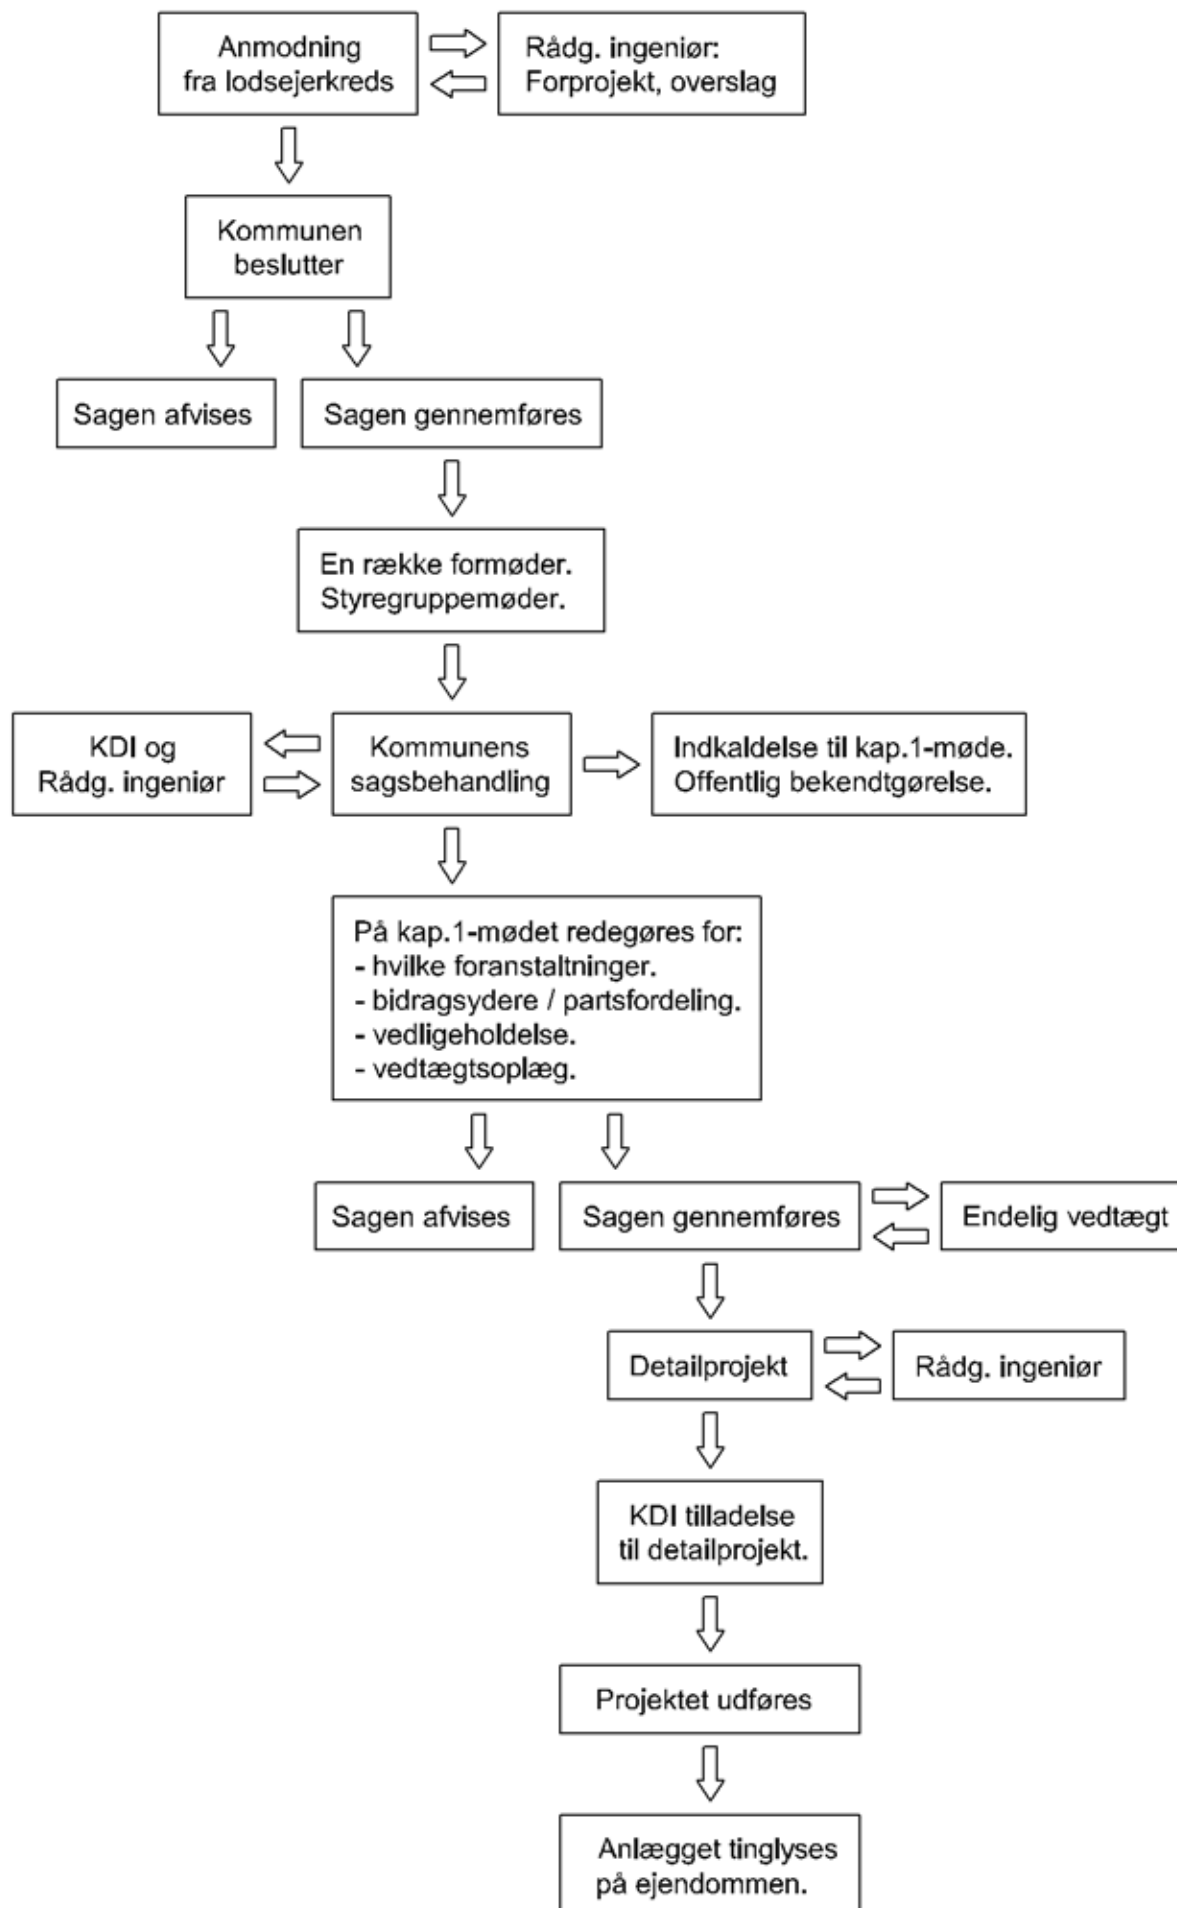 Anmodning
fra lodsejerkreds
Rådg. ingeniør:
Forprojekt, overslag
Kommunen
beslutter
Sagen afvises
Sagen gennemføres
En række formøder.
Styregruppemøder.
KDI og
Rådg. ingeniør
Kommunens
sagsbehandling
Indkaldelse til kap.1-møde.
Offentlig bekendtgørelse.
På kap.1-mødet redegøres for:
- hvilke foranstaltninger.
- bidragsydere / partsfordeling.
- vedligeholdelse.
- vedtægtsoplæg.
Sagen afvises
Sagen gennemføres
Endelig vedtægt
Detailprojekt
Rådg. ingeniør
KDI tilladelse
til detailprojekt.
Projektet udføres
Anlægget tinglyses
på ejendommen.